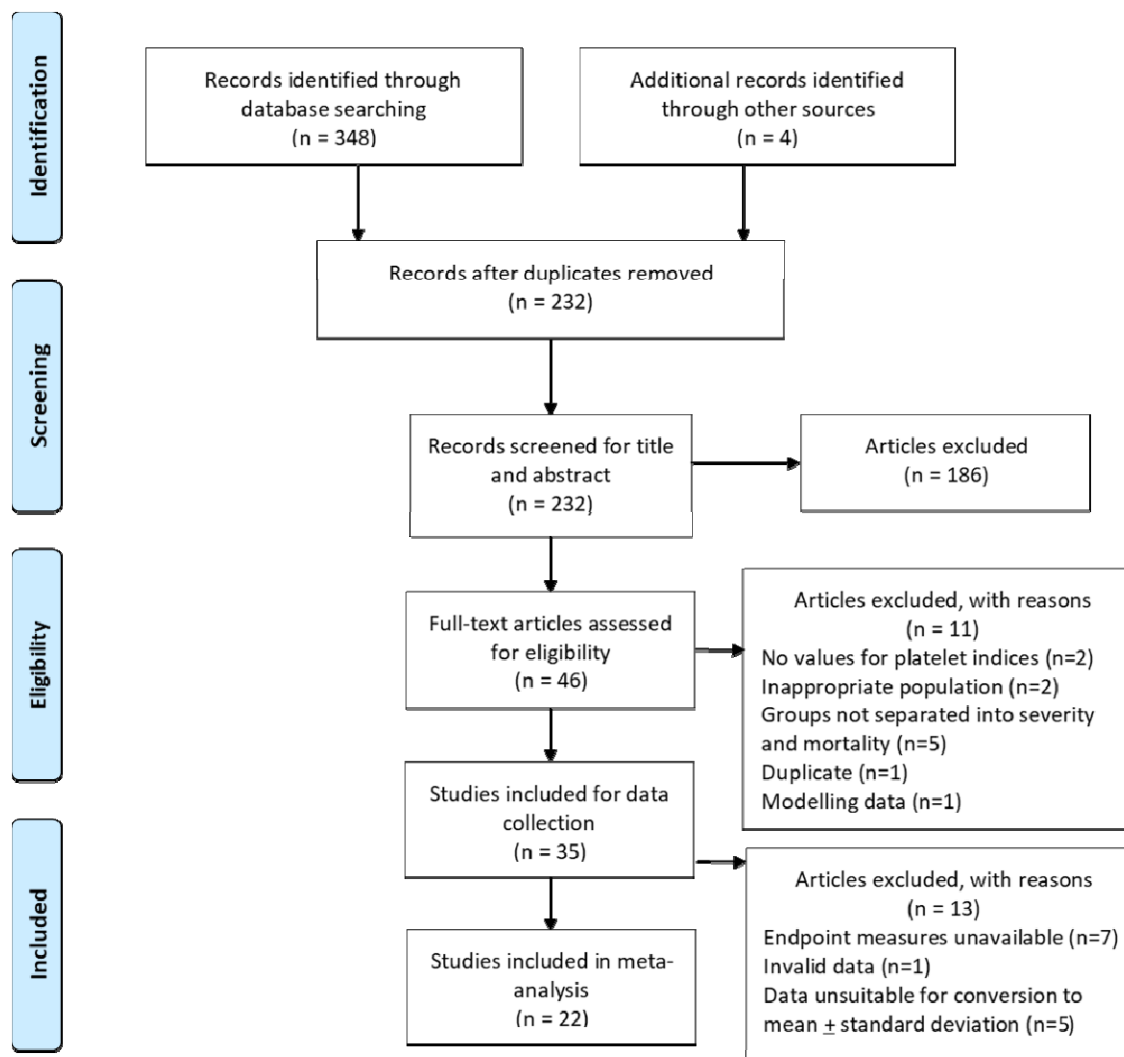 Identification
Records identified through
database searching
(n = 348)
Additional records identified
through other sources
(n = 4)
Records after duplicates removed
(n = 232)
Screening
Records screened for title
and abstract
(n = 232)
Articles excluded
(n = 186)
Eligibility
Full-text articles assessed
for eligibility
(n = 46)
Articles excluded, with reasons
(n = 11)
No values for platelet indices (n=2)
Inappropriate population (n=2)
Groups not separated into severity
and mortality (n=5)
Duplicate (n=1)
Modelling data (n=1)
Studies included for data
collection
(n = 35)
Included
Articles excluded, with reasons
(n = 13)
Endpoint measures unavailable (n=7)
Invalid data (n=1)
Data unsuitable for conversion to
mean ± standard deviation (n=5)
Studies included in meta-
analysis
(n = 22)